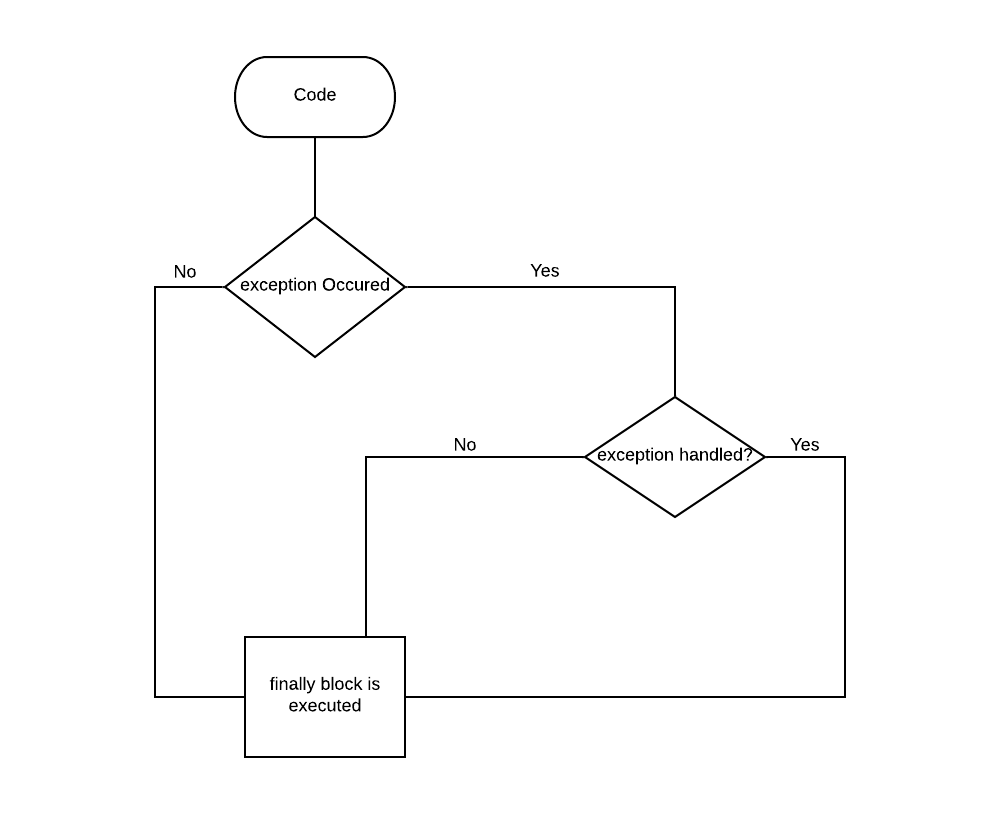 Code
No
exception Occured
Yes
No
exception handled?
Yes
finally block is
executed